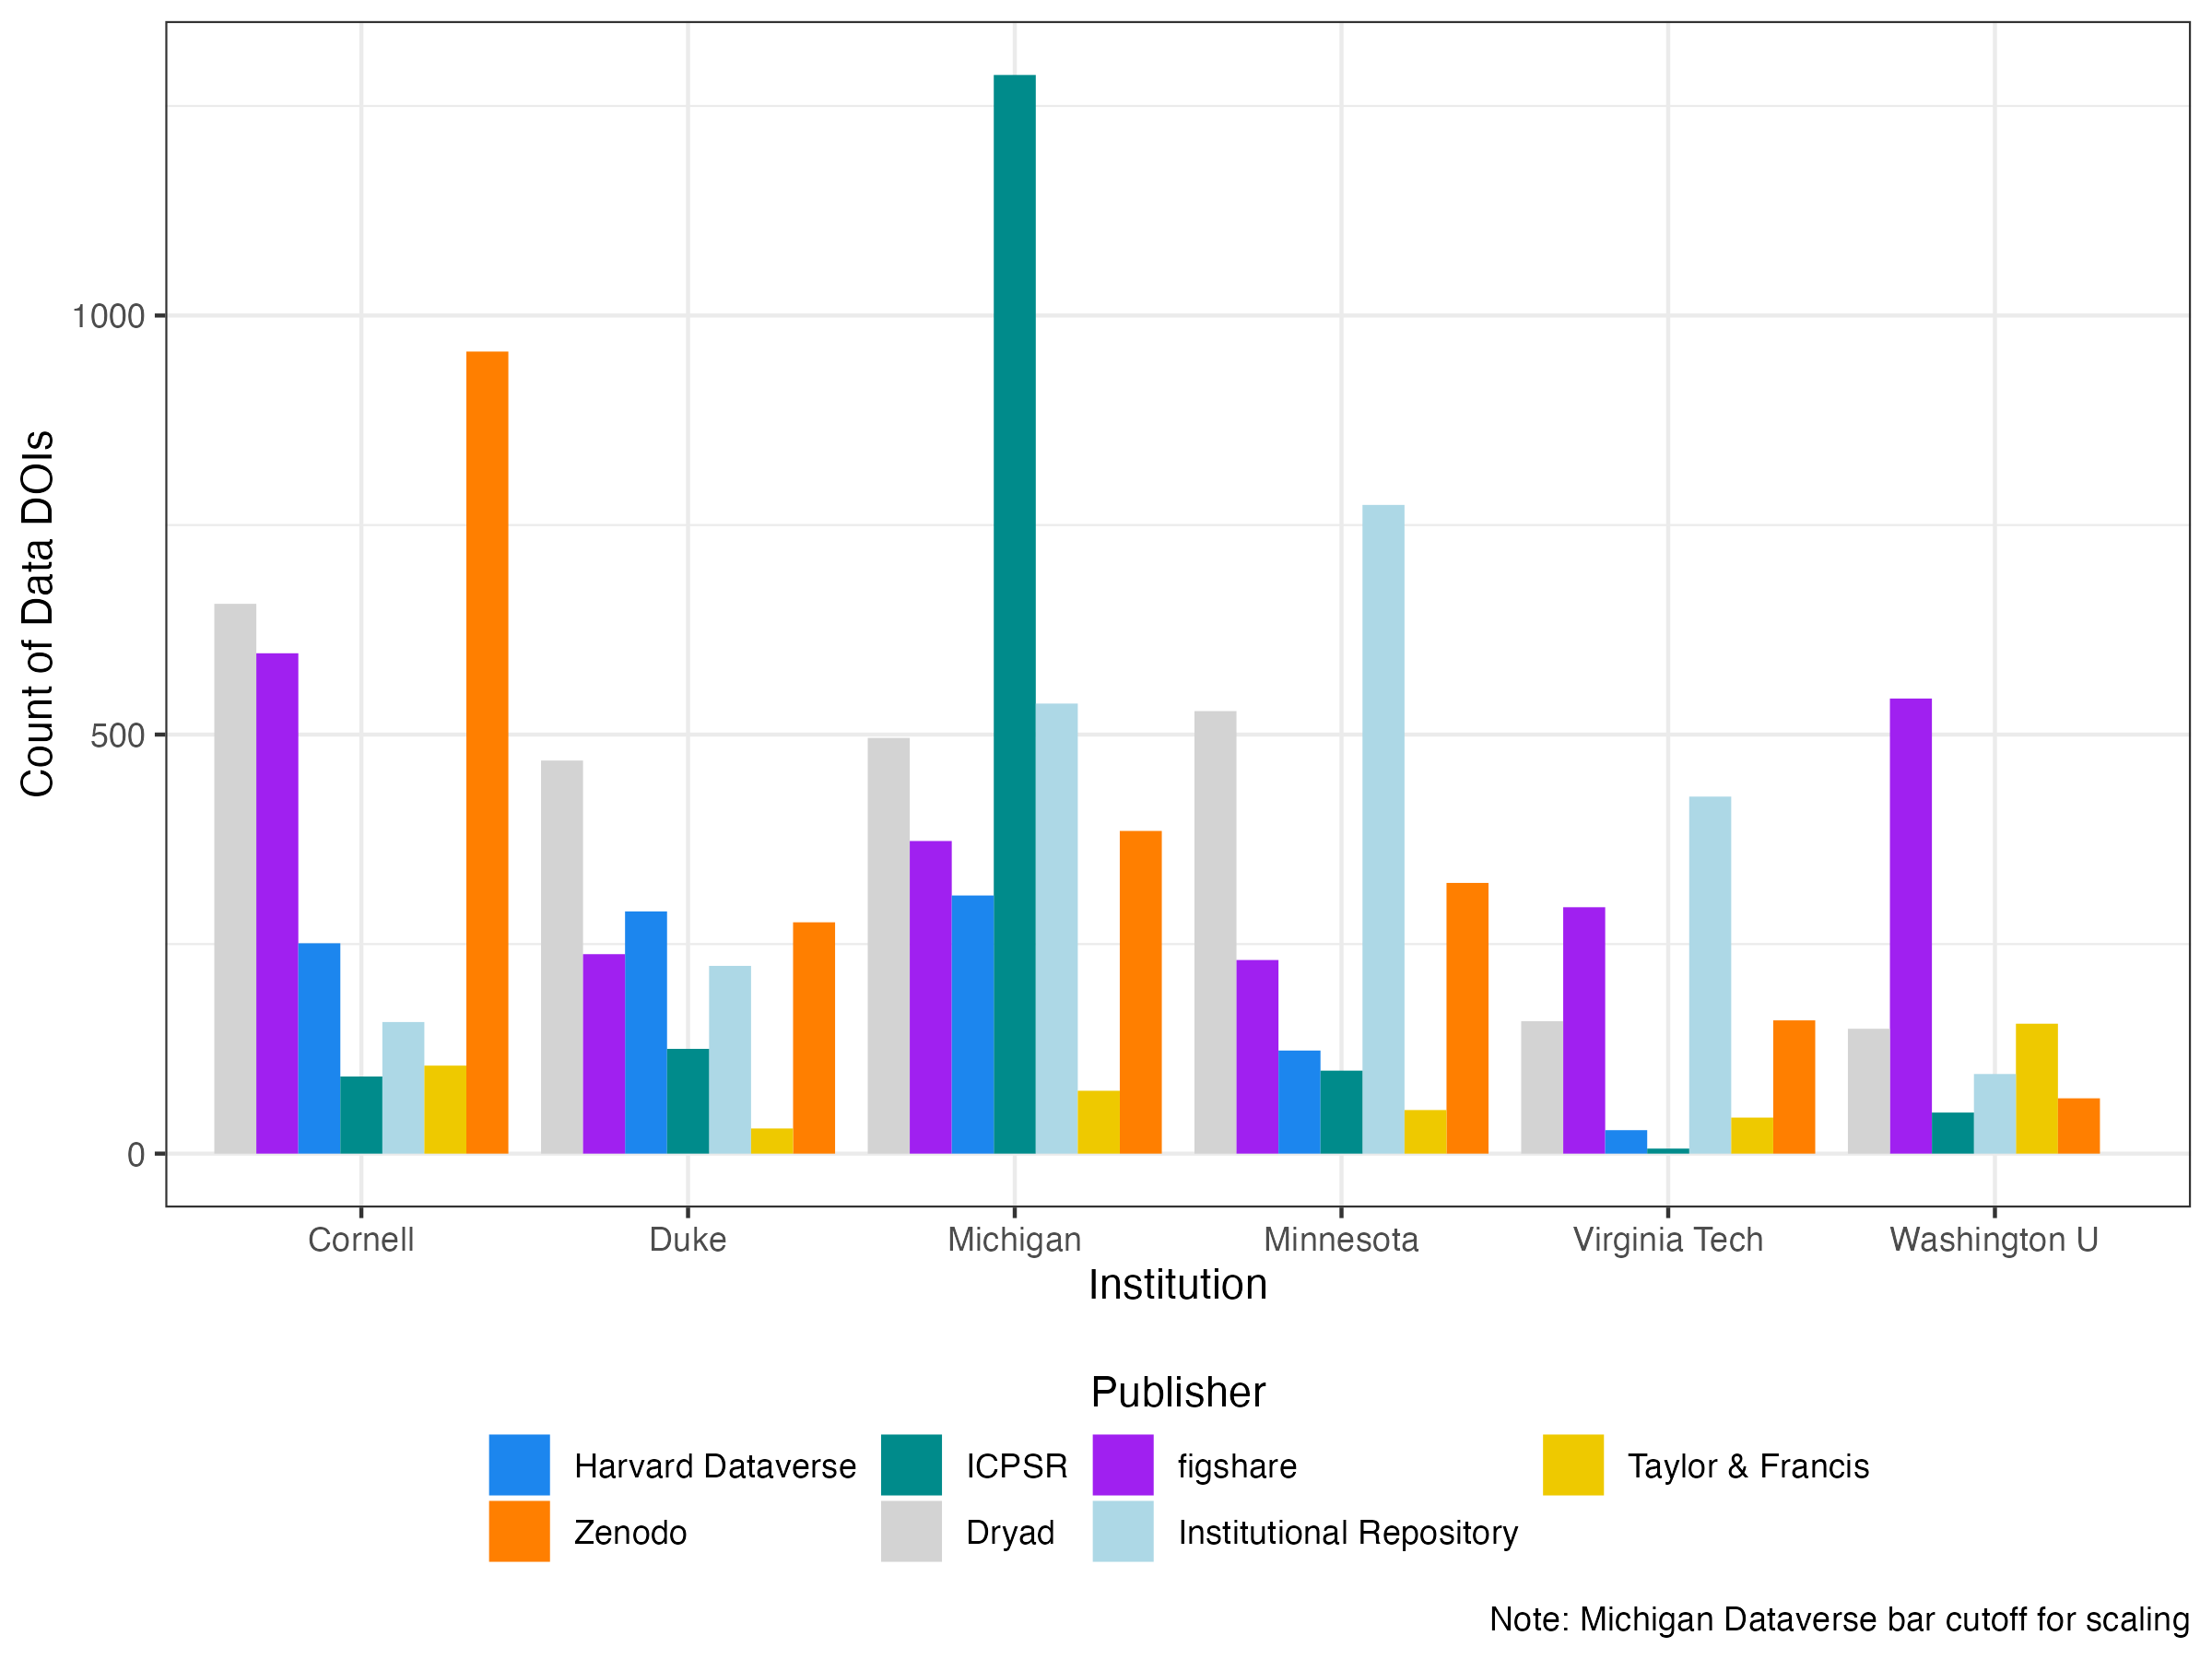 Count of Data DOIs
1000
500
0
Cornell Duke Michigan Minnesota Virginia Tech Washington U
Institution
Publisher
Harvard Dataverse ICPSR figshare Taylor & Francis
Zenodo Dryad Institutional Repository
Note: Michigan Dataverse bar cutoff for scaling